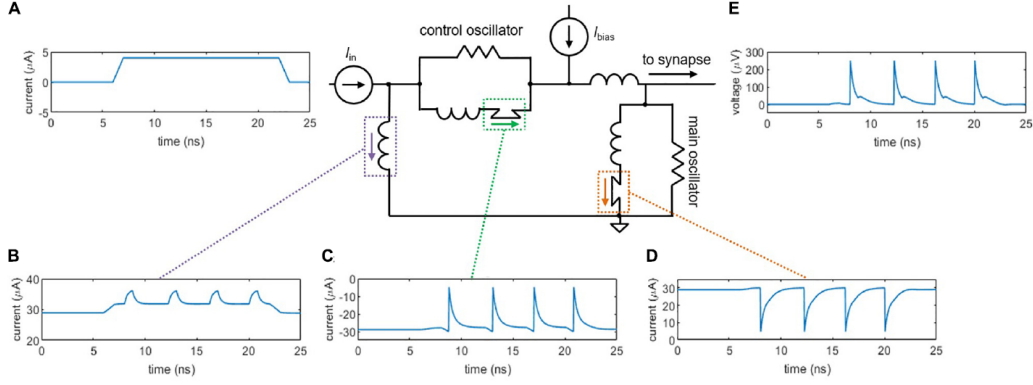 A
current (µA)
5
0
-5
0
5
10
15
20
25
time (ns)
Iin
control oscillator
Ibias
to synapse
main oscillator
E
voltage (µV)
300
200
100
0
0
5
10
15
20
25
time (ns)
B
current (µA)
40
30
20
0
5
10
15
20
25
time (ns)
C
current (µA)
0
-10
-20
-30
0
5
10
15
20
25
time (ns)
D
current (µA)
30
20
10
0
0
5
10
15
20
25
time (ns)